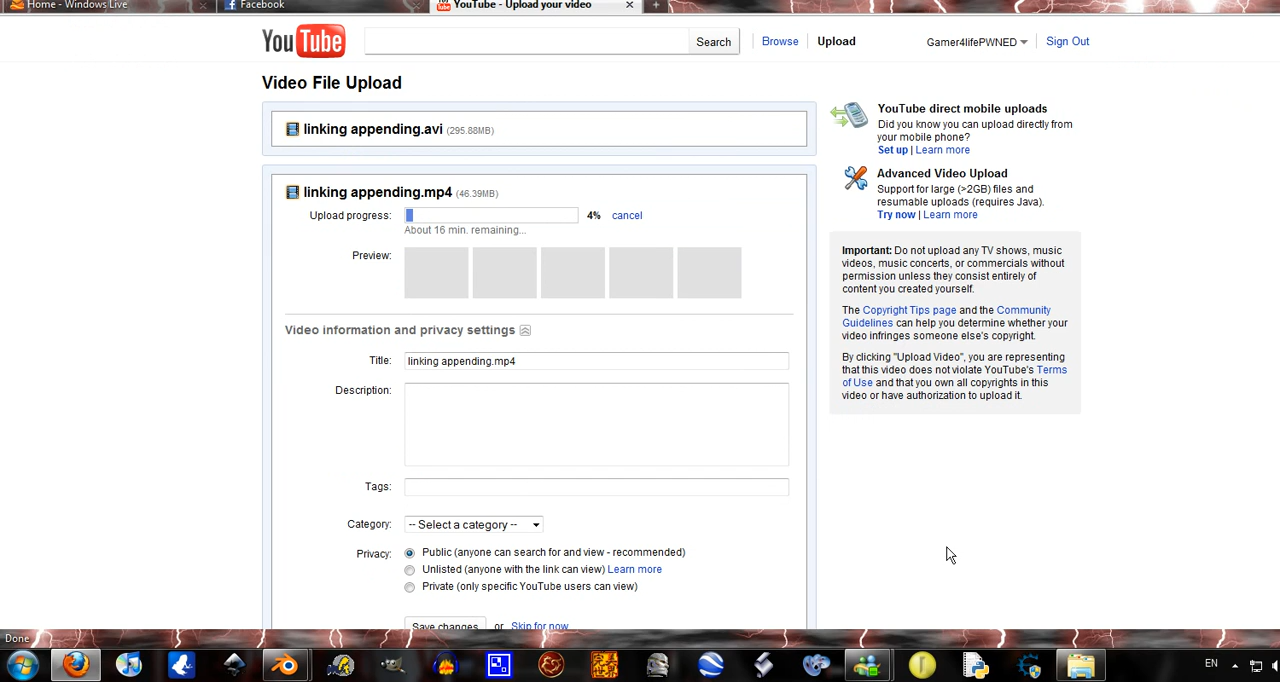 Home - Windows Live
Facebook
YouTube - Upload your video
YouTube
Search
Browse
Upload
Gamer4lifePWNED
Sign Out
Video File Upload
linking appending.avi (295.88MB)
linking appending.mp4 (46.39MB)
Upload progress:
4%
cancel
About 16 min. remaining...
Preview:
Video information and privacy settings
Title:
linking appending.mp4
Description:
Tags:
Category:
-- Select a category --
Privacy:
Public (anyone can search for and view - recommended)
Unlisted (anyone with the link can view) Learn more
Private (only specific YouTube users can view)
Save changes or Skip for now
YouTube direct mobile uploads
Did you know you can upload directly from
your mobile phone?
Set up | Learn more
Advanced Video Upload
Support for large (>2GB) files and
resumable uploads (requires Java).
Try now | Learn more
Important: Do not upload any TV shows, music
videos, music concerts, or commercials without
permission unless they consist entirely of
content you created yourself.
The Copyright Tips page and the Community
Guidelines can help you determine whether your
video infringes someone else's copyright.
By clicking "Upload Video", you are representing
that this video does not violate YouTube's Terms
of Use and that you own all copyrights in this
video or have authorization to upload it.
Done
EN